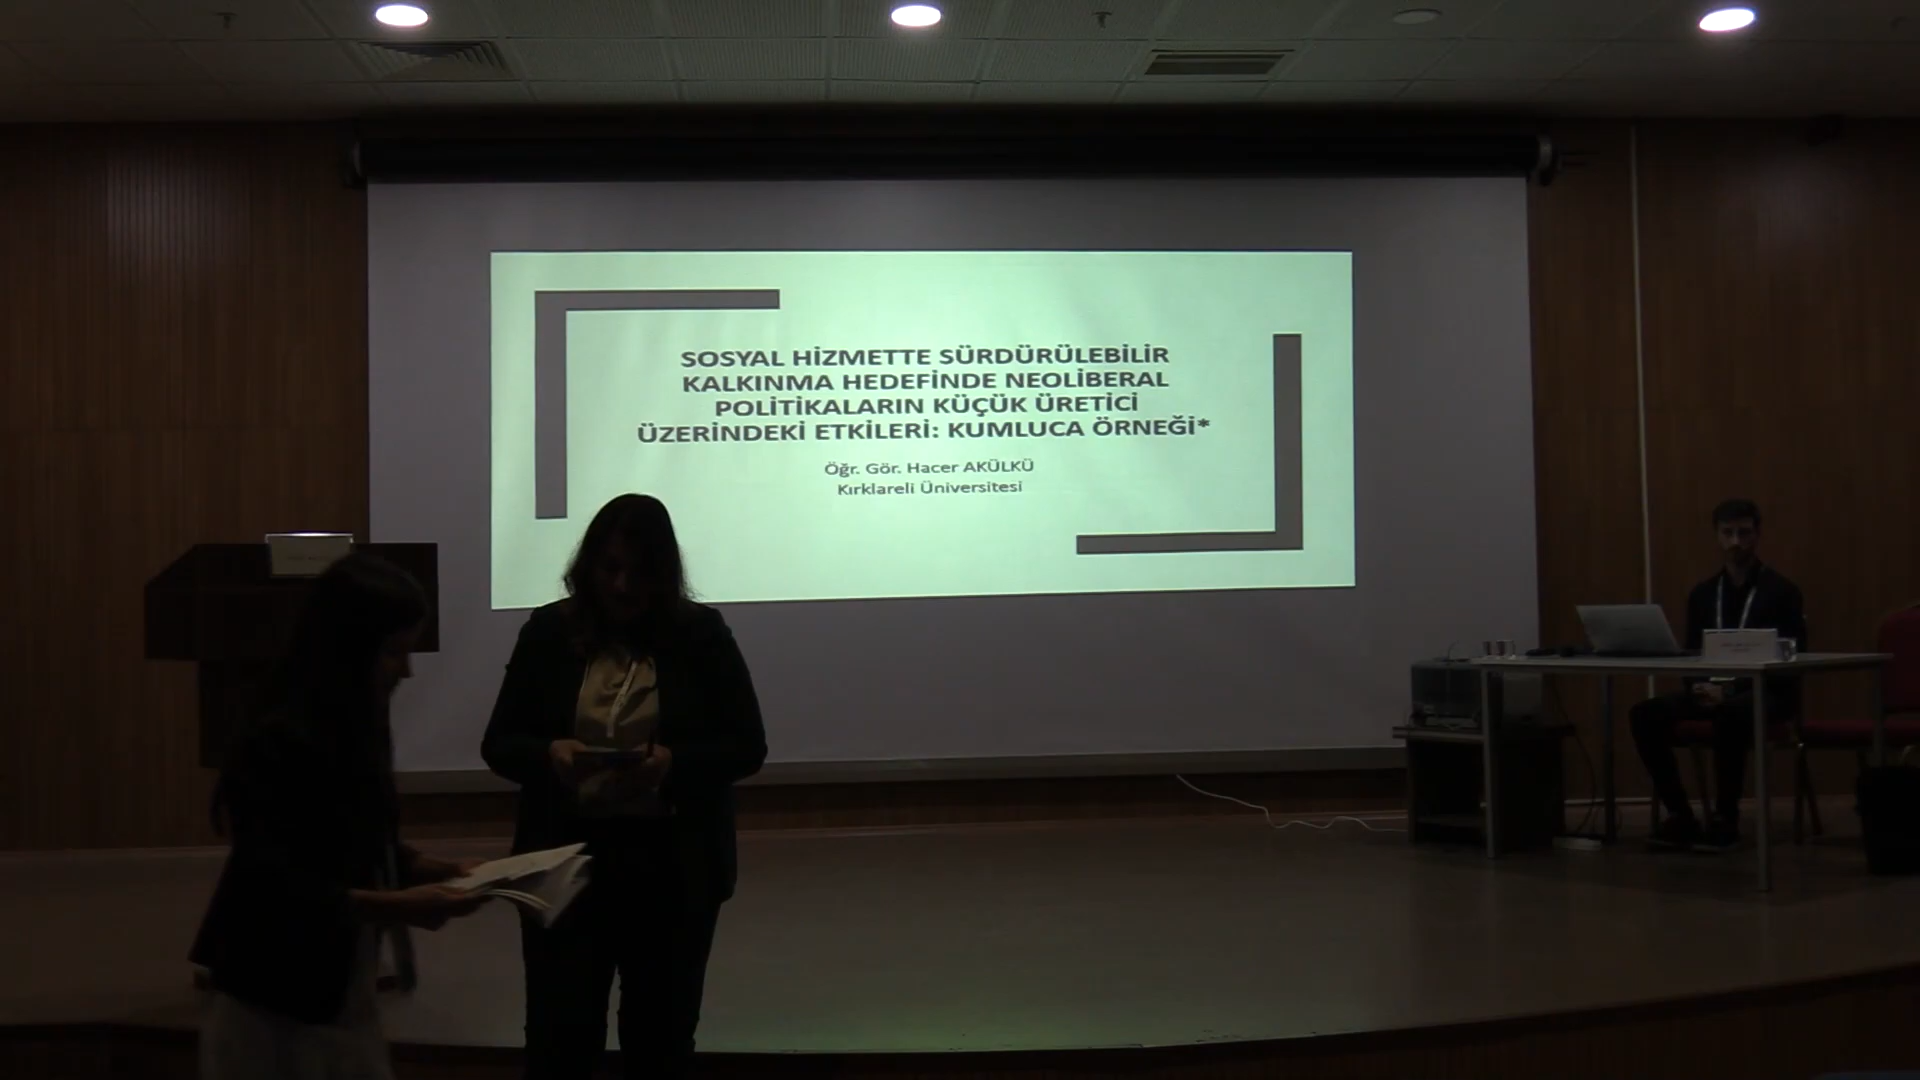 SOSYAL HİZMETTE SÜRDÜRÜLEBİLİR
KALKINMA HEDEFİNDE NEOLİBERAL
POLİTİKALARIN KÜÇÜK ÜRETİCİ
ÜZERİNDEKİ ETKİLERİ: KUMLUCA ÖRNEĞİ*
Öğr. Gör. Hacer AKÜLKÜ
Kırklareli Üniversitesi